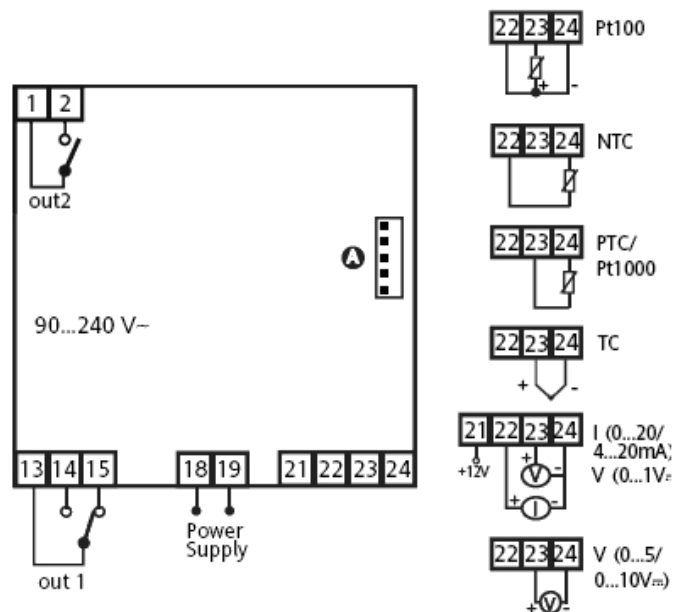 22 23 24 Pt100
+ -
1 2
out2
22 23 24 NTC
A
22 23 24 PTC/
Pt1000
90...240 V~
22 23 24 TC
+ -
21 22 23 24 I (0...20/
4...20mA)
V (0...1V⎓
+12V
+ V -
+ I -
13 14 15 18 19 21 22 23 24
Power
Supply
out 1
22 23 24 V (0...5/
0...10V⎓)
+ V -